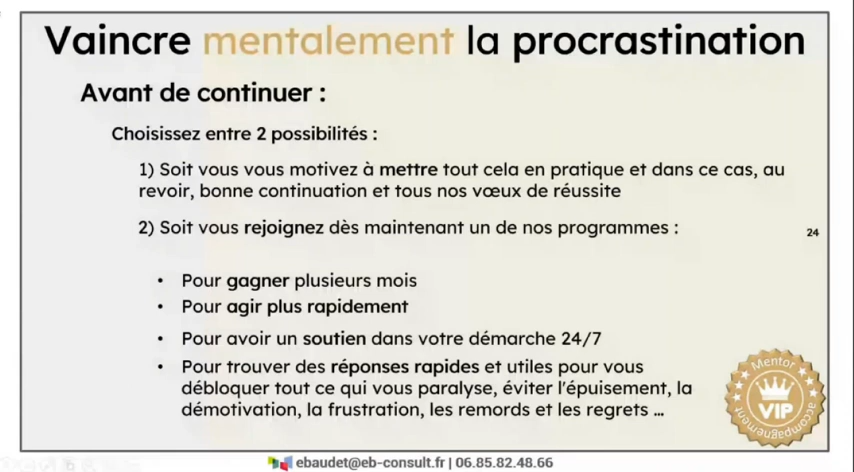 Vaincre mentalement la procrastination
Avant de continuer :
Choisissez entre 2 possibilités :
1) Soit vous vous motivez à mettre tout cela en pratique et dans ce cas, au
revoir, bonne continuation et tous nos vœux de réussite
2) Soit vous rejoignez dès maintenant un de nos programmes :
24
• Pour gagner plusieurs mois
• Pour agir plus rapidement
• Pour avoir un soutien dans votre démarche 24/7
• Pour trouver des réponses rapides et utiles pour vous
débloquer tout ce qui vous paralyse, éviter l'épuisement, la
démotivation, la frustration, les remords et les regrets ...
Mentor
VIP
accompagnement
ebaudet@eb-consult.fr | 06.85.82.48.66